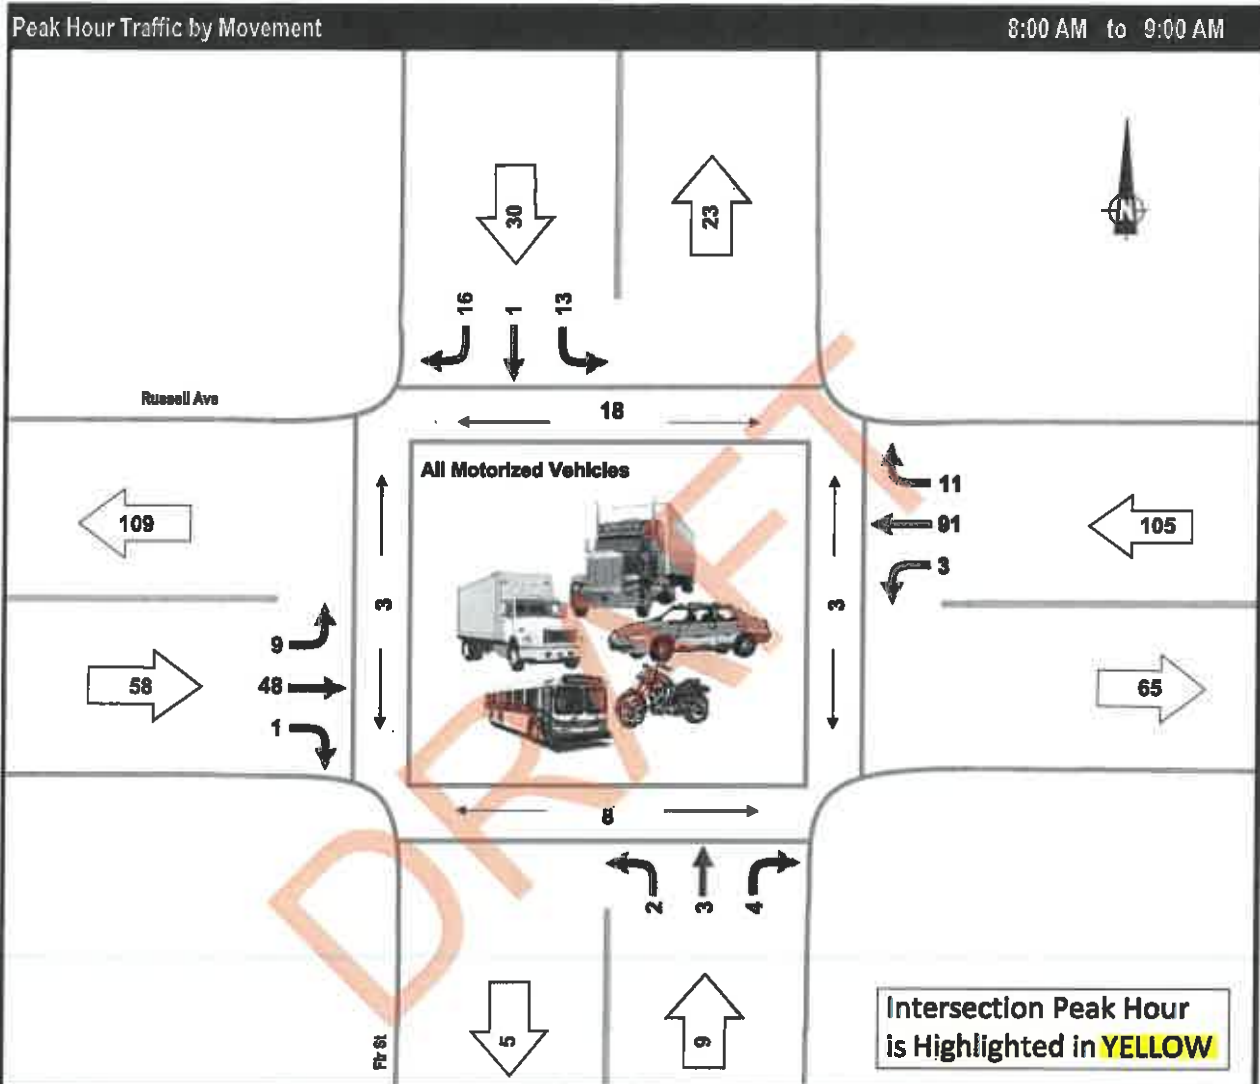 Peak Hour Traffic by Movement 8:00 AM to 9:00 AM
30 23
N
16 1 13
Russell Ave
18
All Motorized Vehicles
11
109 91 105
3
3 3
9
58 48 65
1
2 3 4
Intersection Peak Hour
is Highlighted in YELLOW
Fir St
5 9
DRAFT